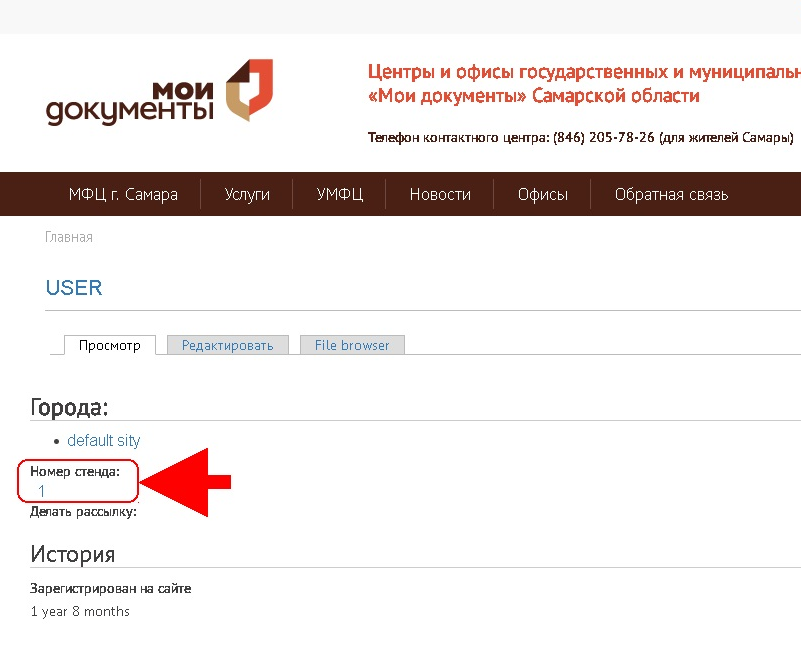 мои
документы
Центры и офисы государственных и муниципальн
«Мои документы» Самарской области
Телефон контактного центра: (846) 205-78-26 (для жителей Самары)
МФЦ г. Самара Услуги УМФЦ Новости Офисы Обратная связь
Главная
USER
Просмотр Редактировать File browser
Города:
default sity
Номер стенда:
1
Делать рассылку:
История
Зарегистрирован на сайте
1 year 8 months